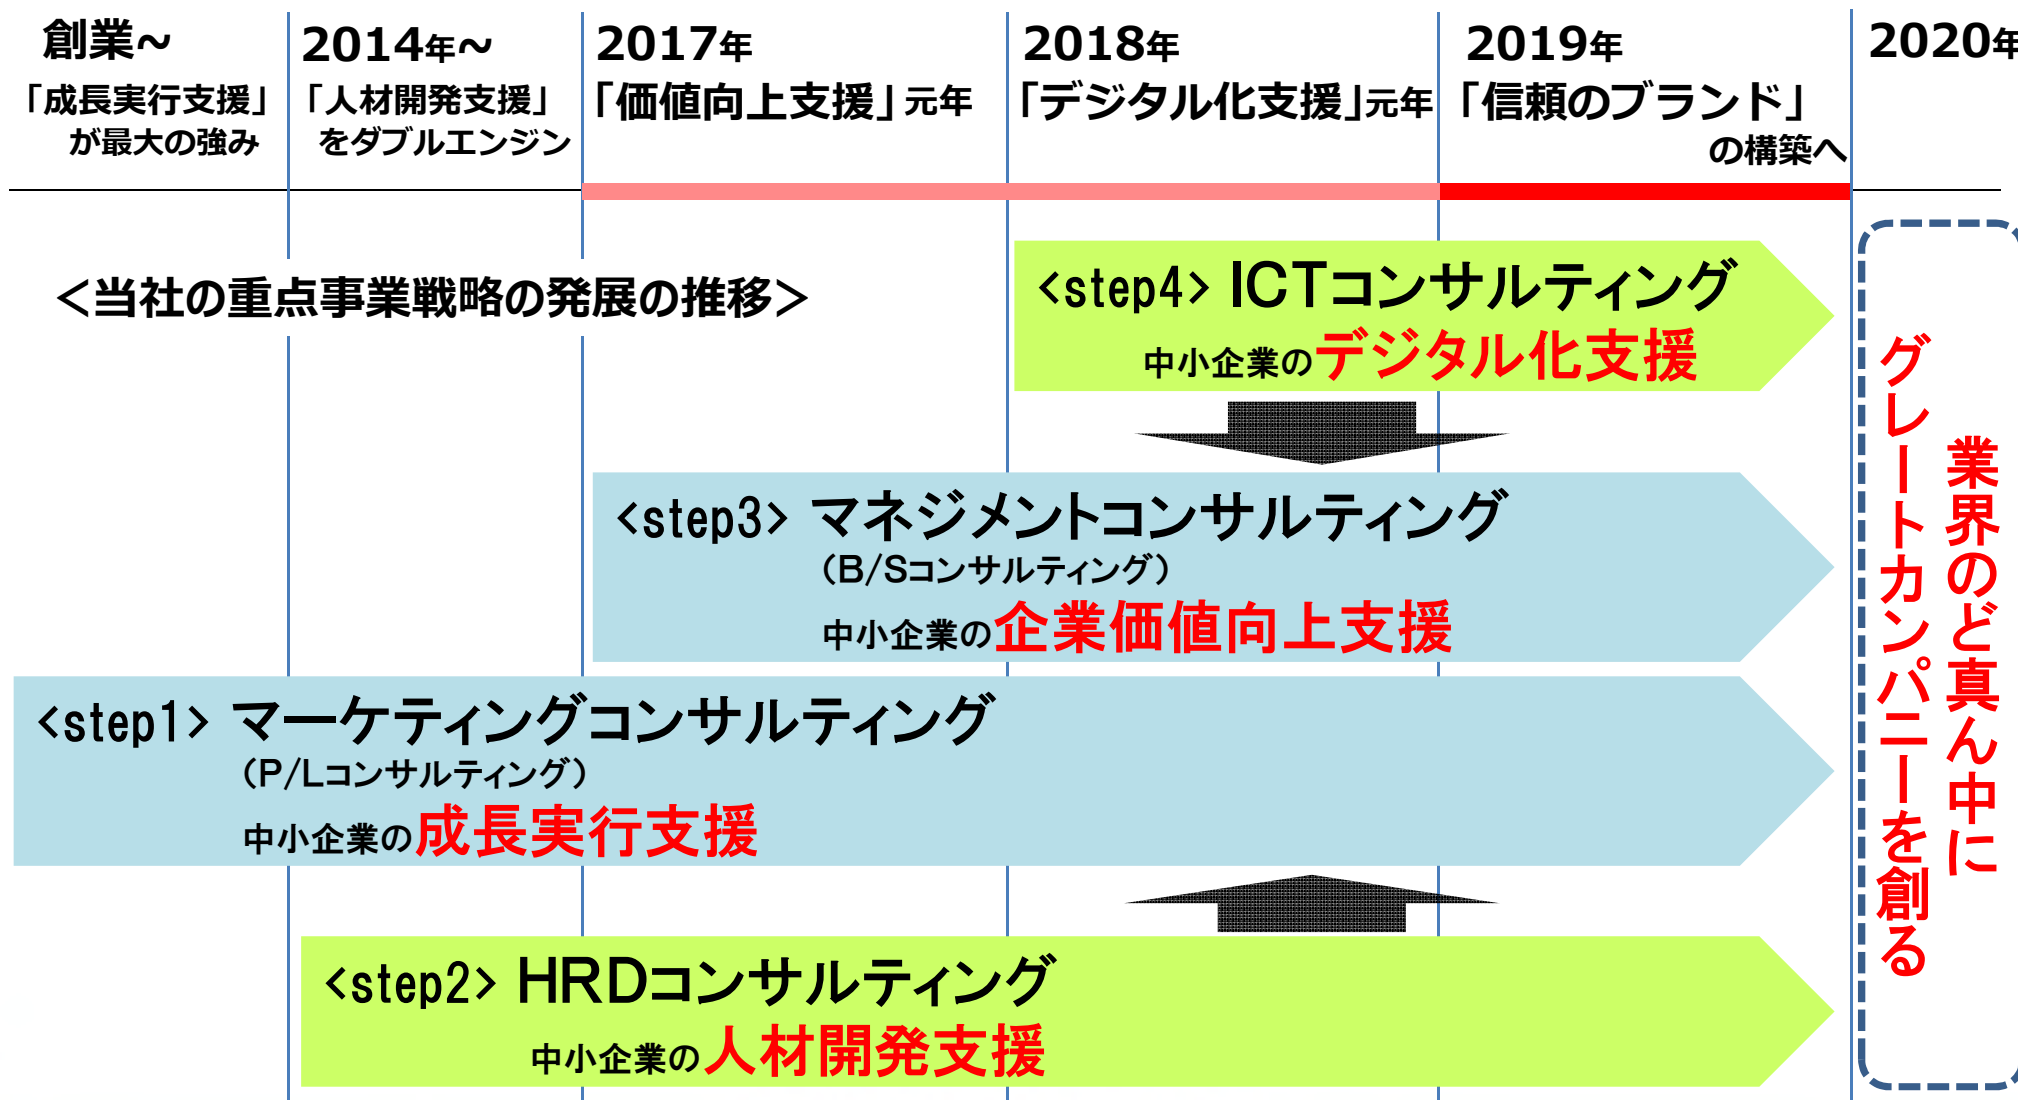 創業~
「成長実行支援」
が最大の強み
2014年~
「人材開発支援」
をダブルエンジン
2017年
「価値向上支援」元年
2018年
「デジタル化支援」元年
2019年
「信頼のブランド」
の構築へ
2020年
<当社の重点事業戦略の発展の推移>
<step4> ICTコンサルティング
中小企業のデジタル化支援
<step3> マネジメントコンサルティング
(B/Sコンサルティング)
中小企業の企業価値向上支援
<step1> マーケティングコンサルティング
(P/Lコンサルティング)
中小企業の成長実行支援
<step2> HRDコンサルティング
中小企業の人材開発支援
業界のど真ん中に
グレートカンパニーを創る